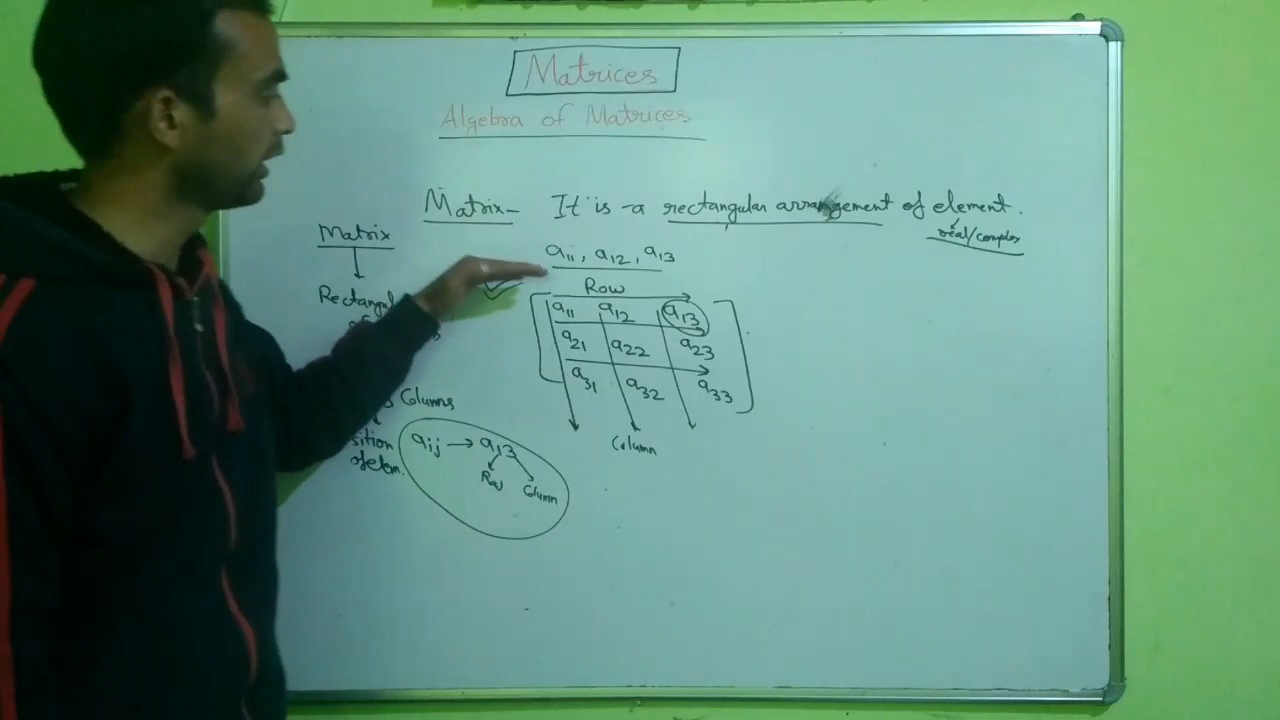 Matrices
Algebra of Matrices
Matrix- It is a rectangular arrangement of element.
real/complex
Matrix
a11, a12, a13
Row
a11 a12 a13
a21 a22 a23
a31 a32 a33
Column
Columns
aij → a13
Row Column